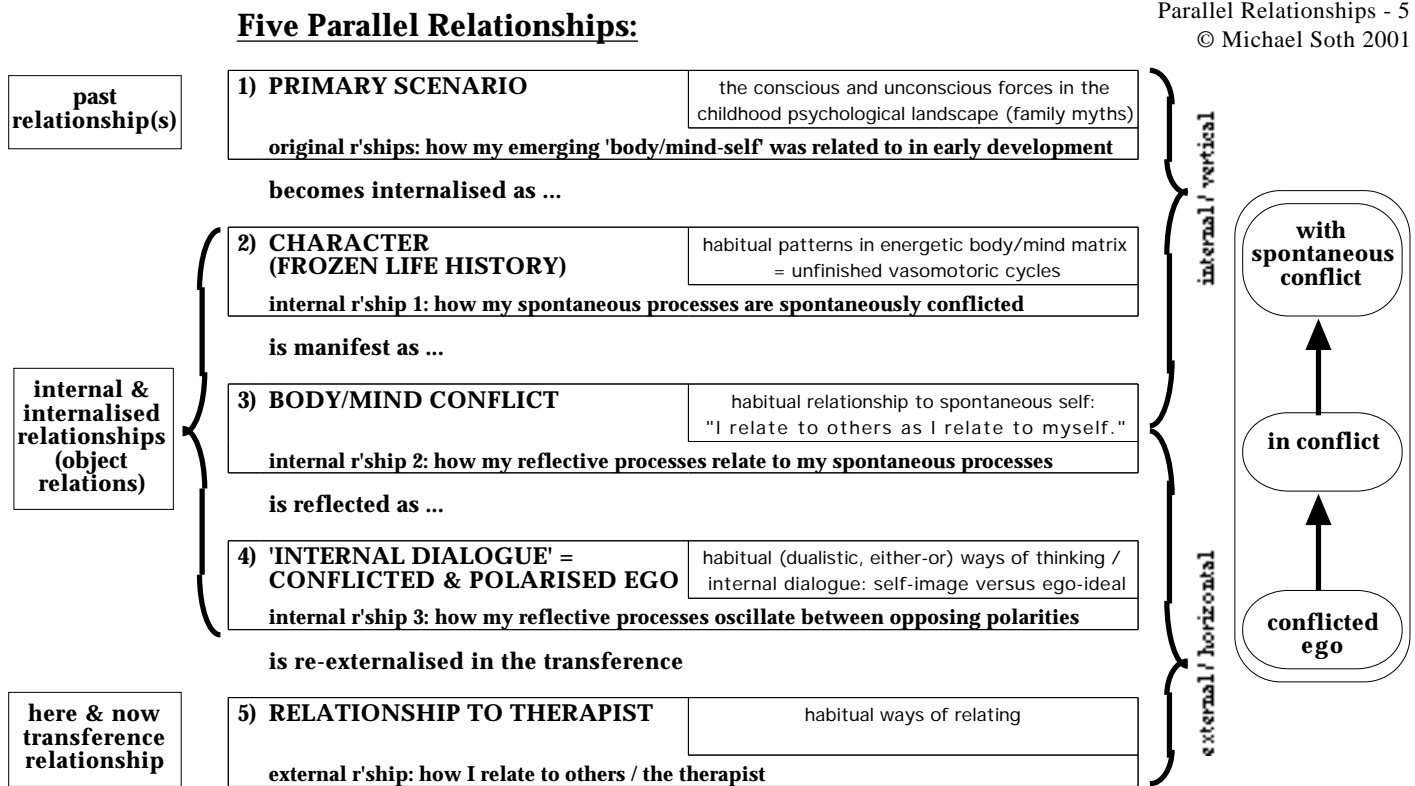 Parallel Relationships - 5
© Michael Soth 2001
Five Parallel Relationships:
past
relationship(s)
1) PRIMARY SCENARIO
the conscious and unconscious forces in the
childhood psychological landscape (family myths)
original r'ships: how my emerging 'body/mind-self' was related to in early development
becomes internalised as ...
internal & 
internalised
relationships
(object
relations)
2) CHARACTER
(FROZEN LIFE HISTORY)
habitual patterns in energetic body/mind matrix
= unfinished vasomotoric cycles
internal r'ship 1: how my spontaneous processes are spontaneously conflicted
is manifest as ...
3) BODY/MIND CONFLICT
habitual relationship to spontaneous self:
"I relate to others as I relate to myself."
internal r'ship 2: how my reflective processes relate to my spontaneous processes
is reflected as ...
4) 'INTERNAL DIALOGUE' =
CONFLICTED & POLARISED EGO
habitual (dualistic, either-or) ways of thinking /
internal dialogue: self-image versus ego-ideal
internal r'ship 3: how my reflective processes oscillate between opposing polarities
is re-externalised in the transference
here & now
transference
relationship
5) RELATIONSHIP TO THERAPIST
habitual ways of relating
external r'ship: how I relate to others / the therapist
internal / vertical
external / horizontal
with
spontaneous
conflict
in conflict
conflicted
ego